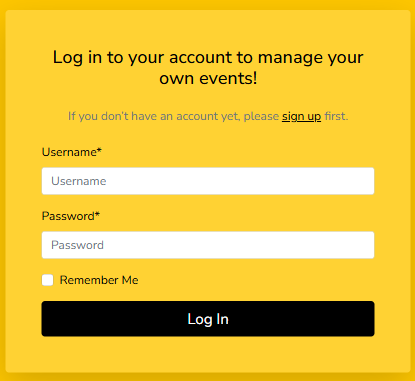 Log in to your account to manage your
own events!
If you don't have an account yet, please sign up first.
Username*
Username
Password*
Password
Remember Me
Log In